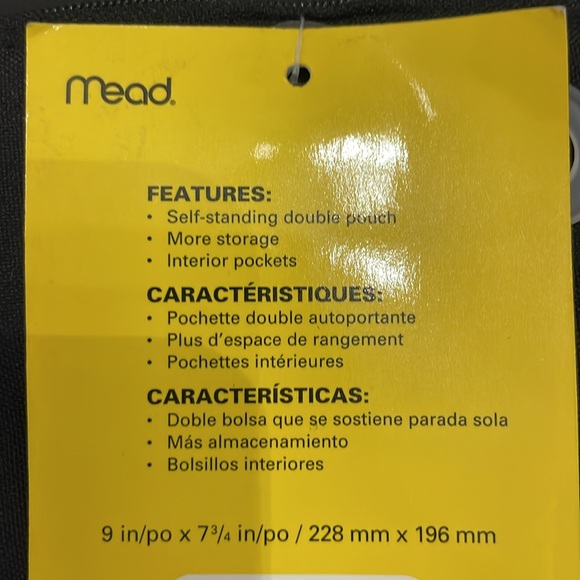 Mead®
FEATURES:
• Self-standing double pouch
• More storage
• Interior pockets
CARACTÉRISTIQUES:
• Pochette double autoportante
• Plus d'espace de rangement
• Pochettes intérieures
CARACTERÍSTICAS:
• Doble bolsa que se sostiene parada sola
• Más almacenamiento
• Bolsillos interiores
9 in/po x 7 3/4 in/po / 228 mm x 196 mm